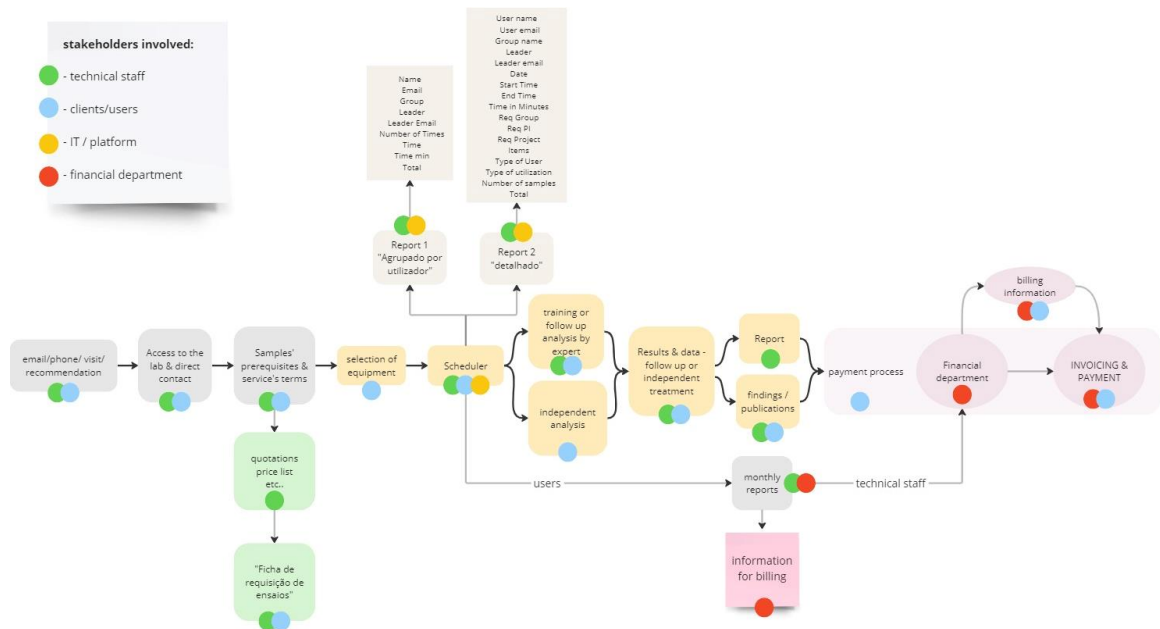 stakeholders involved:
- technical staff
- clients/users
- IT / platform
- financial department
Name
Email
Group
Leader
Leader Email
Number of Times
Time
Time min
Total
User name
User email
Group name
Leader
Leader email
Date
Start Time
End Time
Time in Minutes
Req Group
Req PI
Req Project
Items
Type of User
Type of utilization
Number of samples
Total
Report 1
"Agrupado por
utilizador"
Report 2
"detalhado"
email/phone/ visit/
recommendation
Access to the
lab & direct
contact
Samples'
prerequisites &
service's terms
selection of
equipment
Scheduler
training or
follow up
analysis by
expert
independent
analysis
Results & data -
follow up or
independent
treatment
Report
findings /
publications
payment process
Financial
department
billing
information
INVOICING &
PAYMENT
quotations
price list
etc..
"Ficha de
requisição de
ensaios"
users
monthly
reports
technical staff
information
for billing